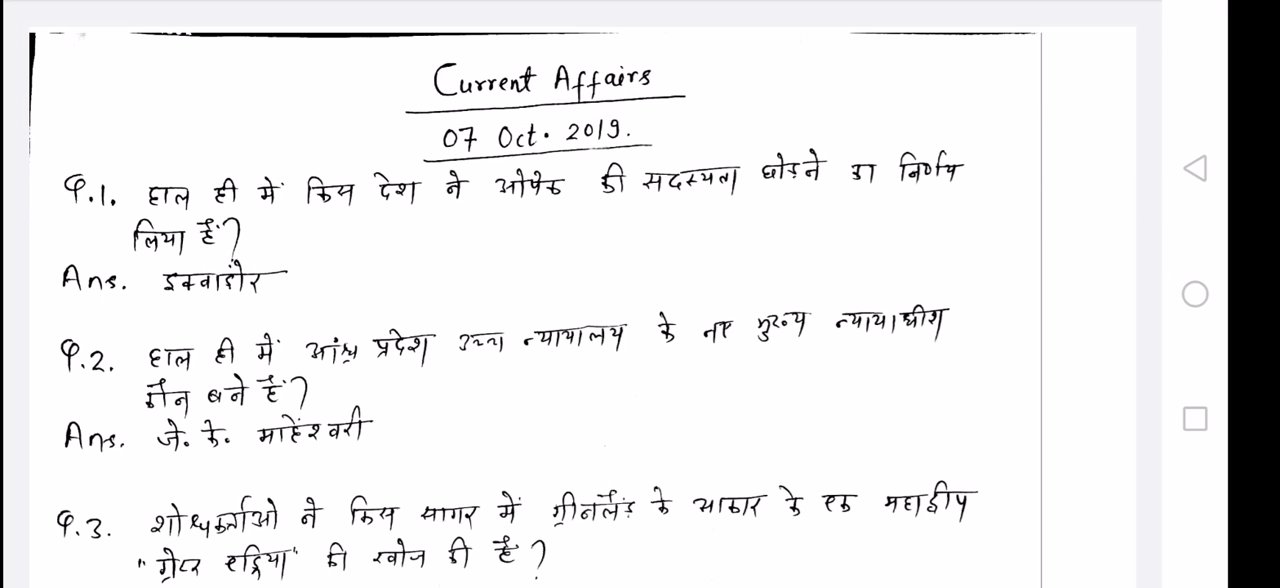 Current Affairs
07 Oct. 2019.
Q.1. हाल ही में किस देश ने ओपेक की सदस्यता छोड़ने का निर्णय
लिया हैं?
Ans. इक्वाडोर
Q.2. हाल ही में आंध्र प्रदेश उच्च न्यायालय के नए मुख्य न्यायाधीश
कौन बने हैं?
Ans. जे. के. माहेश्वरी
Q.3. शोधकर्ताओ ने किस सागर में ग्रीनलैंड के आकार के एक महाद्वीप
"ग्रेटर एड्रिया" की खोज की है?